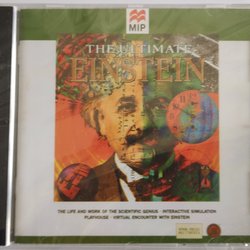 MIP
THE ULTIMATE
EINSTEIN
THE LIFE AND WORK OF THE SCIENTIFIC GENIUS · INTERACTIVE SIMULATION
PLAYHOUSE · VIRTUAL ENCOUNTER WITH EINSTEIN